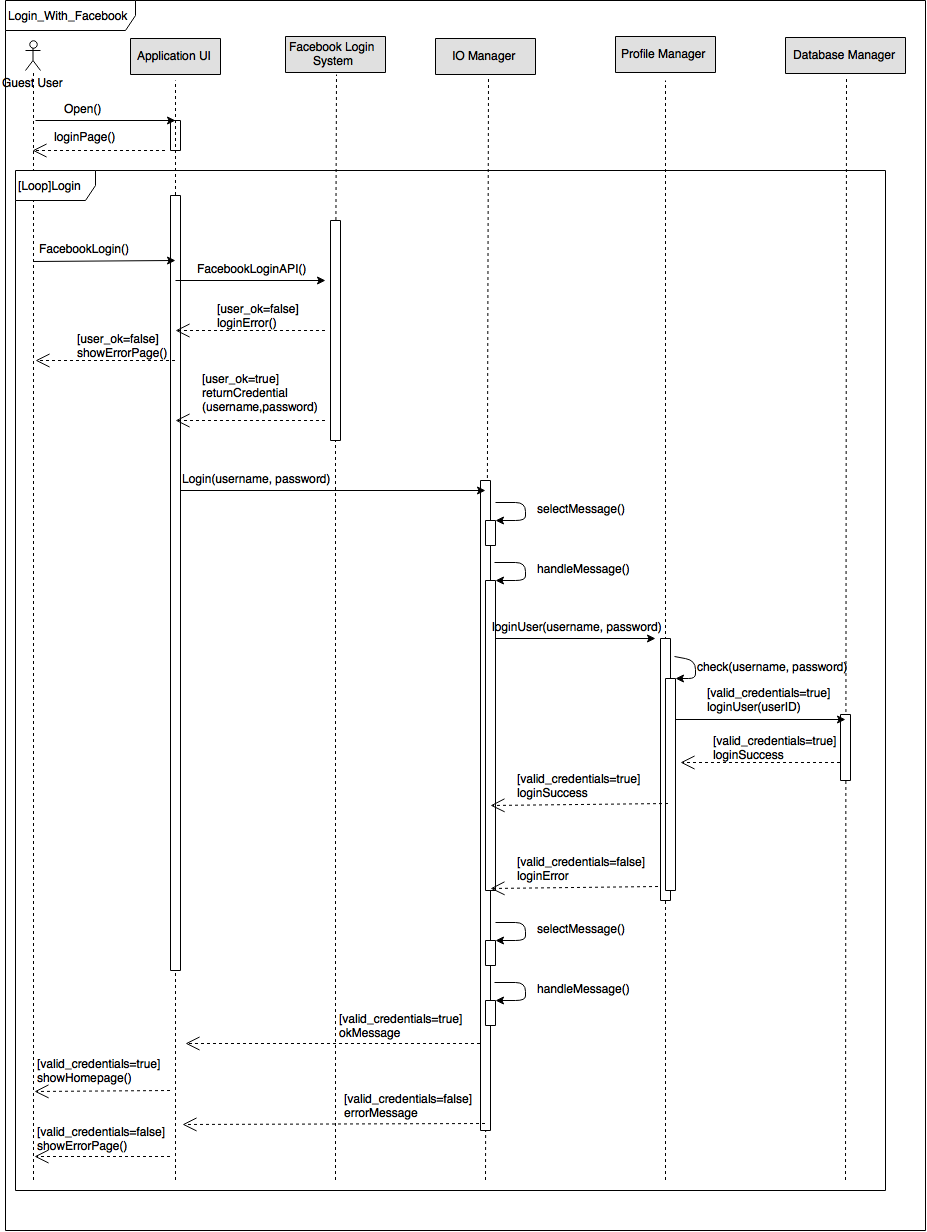 Login_With_Facebook
Guest User
Application UI
Facebook Login
System
IO Manager
Profile Manager
Database Manager
Open()
loginPage()
[Loop]Login
FacebookLogin()
FacebookLoginAPI()
[user_ok=false]
loginError()
[user_ok=false]
showErrorPage()
[user_ok=true]
returnCredential
(username,password)
Login(username, password)
selectMessage()
handleMessage()
loginUser(username, password)
check(username, password)
[valid_credentials=true]
loginUser(userID)
[valid_credentials=true]
loginSuccess
[valid_credentials=true]
loginSuccess
[valid_credentials=false]
loginError
selectMessage()
handleMessage()
[valid_credentials=true]
okMessage
[valid_credentials=true]
showHomepage()
[valid_credentials=false]
errorMessage
[valid_credentials=false]
showErrorPage()